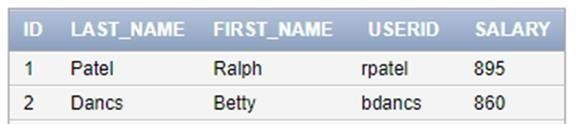 ID LAST_NAME FIRST_NAME USERID SALARY
1 Patel Ralph rpatel 895
2 Dancs Betty bdancs 860